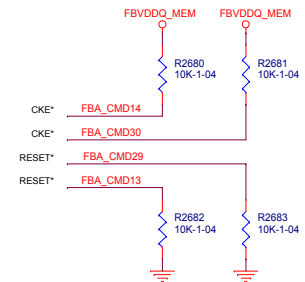 FBVDDQ_MEM FBVDDQ_MEM
R2680 R2681
10K-1-04 10K-1-04
CKE* FBA_CMD14
CKE* FBA_CMD30
RESET* FBA_CMD29
RESET* FBA_CMD13
R2682 R2683
10K-1-04 10K-1-04